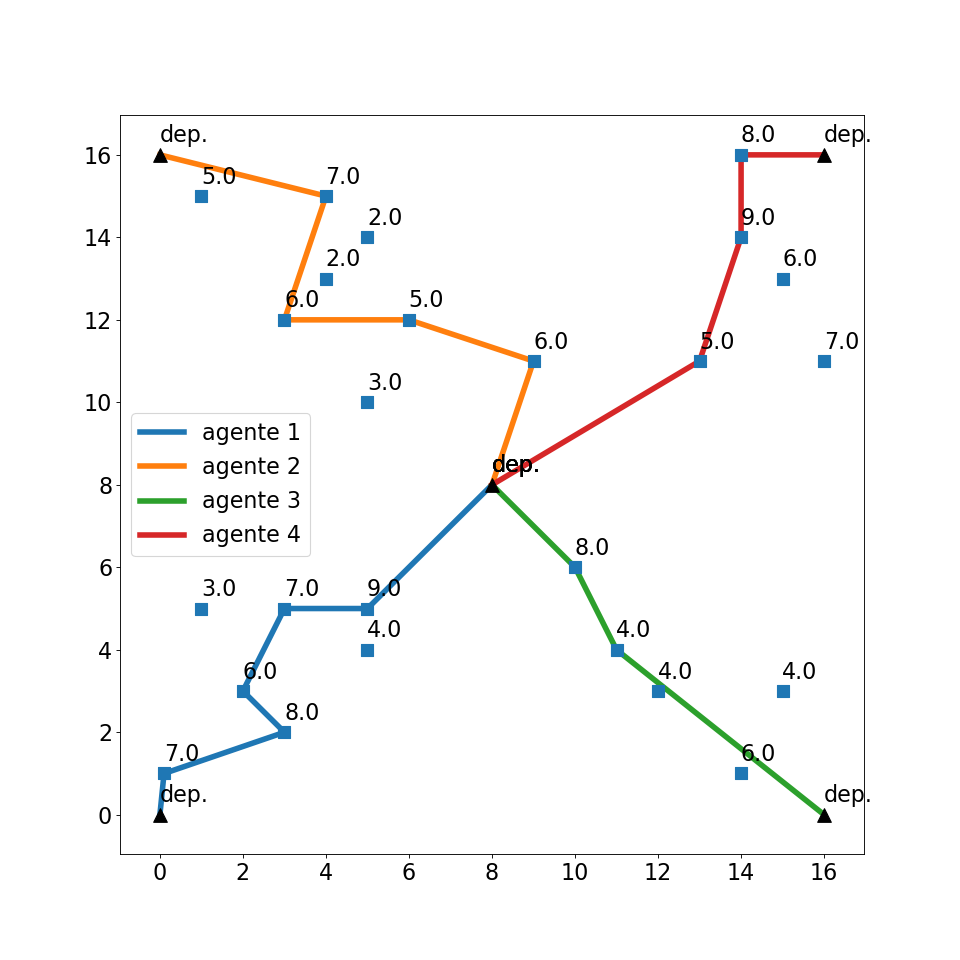 dep. 8.0 dep.
16
5.0 7.0
2.0 9.0
14
2.0 6.0
6.0 5.0
12
6.0 5.0 7.0
3.0
10
agente 1
agente 2
agente 3
agente 4
dep.
8
8.0
6
3.0 7.0 9.0
4.0 4.0
4
6.0 4.0 4.0
8.0
2
7.0 6.0
dep. dep.
0
0 2 4 6 8 10 12 14 16